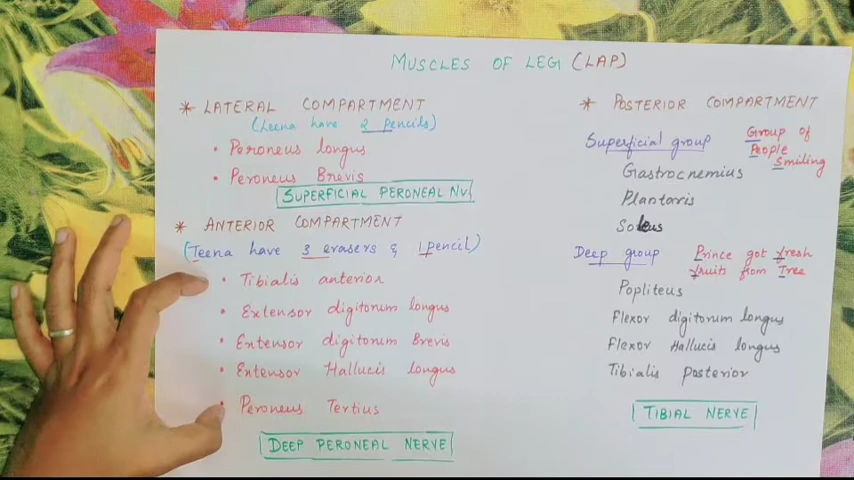 MUSCLES OF LEG (LAP)
* LATERAL COMPARTMENT
(Leena have 2 pencils)
• Peroneus longus
• Peroneus Brevis
SUPERFICIAL PERONEAL Nv
* ANTERIOR COMPARTMENT
(Teena have 3 erasers & 1 pencil)
• Tibialis anterior
• Extensor digitorum longus
• Extensor digitorum Brevis
• Extensor Hallucis longus
• Peroneus Tertius
DEEP PERONEAL NERVE
* POSTERIOR COMPARTMENT
Superficial group
Group of
People
Smiling
Gastrocnemius
Plantaris
Soleus
Deep group
Prince got fresh
fruits from Tree
Popliteus
Flexor digitorum longus
Flexor Hallucis longus
Tibialis posterior
TIBIAL NERVE